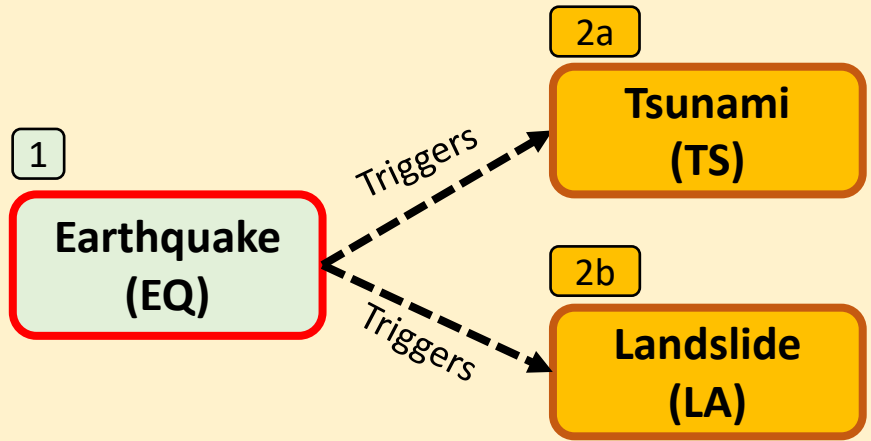 1
Earthquake
(EQ)
Triggers
2a
Tsunami
(TS)
Triggers
2b
Landslide
(LA)